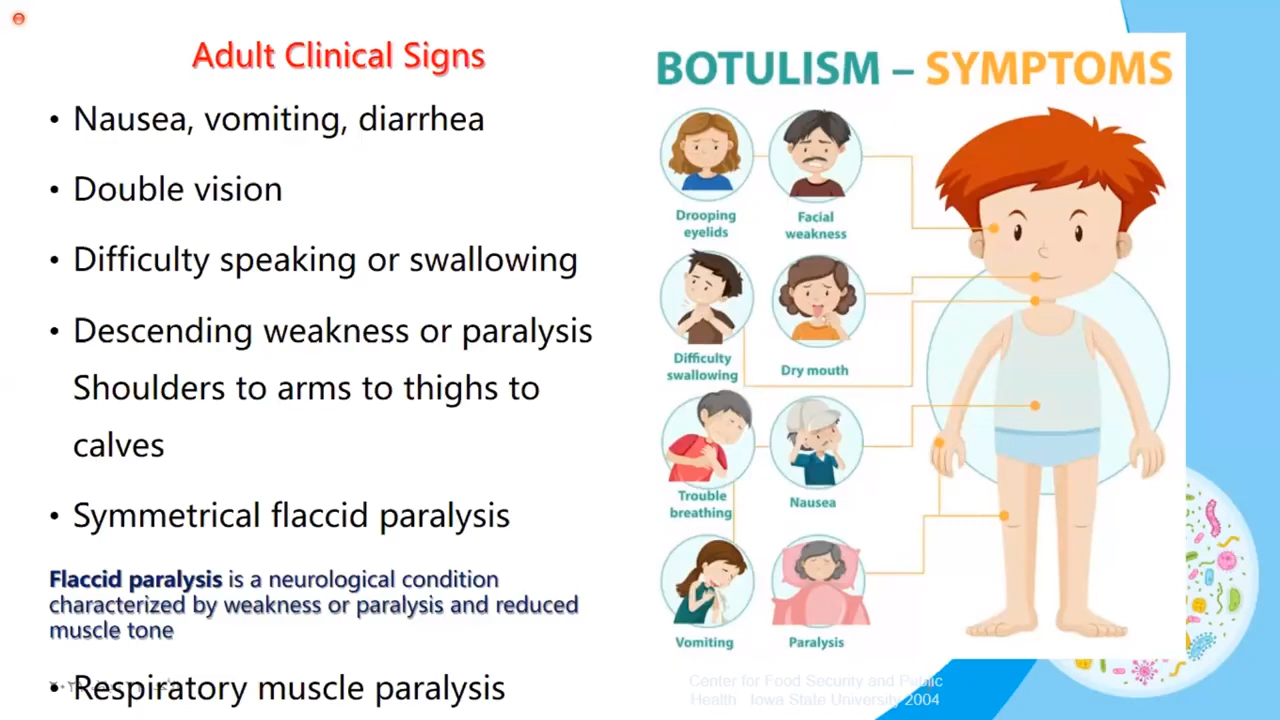 Adult Clinical Signs
• Nausea, vomiting, diarrhea
• Double vision
• Difficulty speaking or swallowing
• Descending weakness or paralysis
Shoulders to arms to thighs to
calves
• Symmetrical flaccid paralysis
Flaccid paralysis is a neurological condition
characterized by weakness or paralysis and reduced
muscle tone
• Respiratory muscle paralysis
BOTULISM – SYMPTOMS
Drooping
eyelids
Facial
weakness
Difficulty
swallowing
Dry mouth
Trouble
breathing
Nausea
Vomiting
Paralysis
Center for Food Security and Public
Health Iowa State University 2004